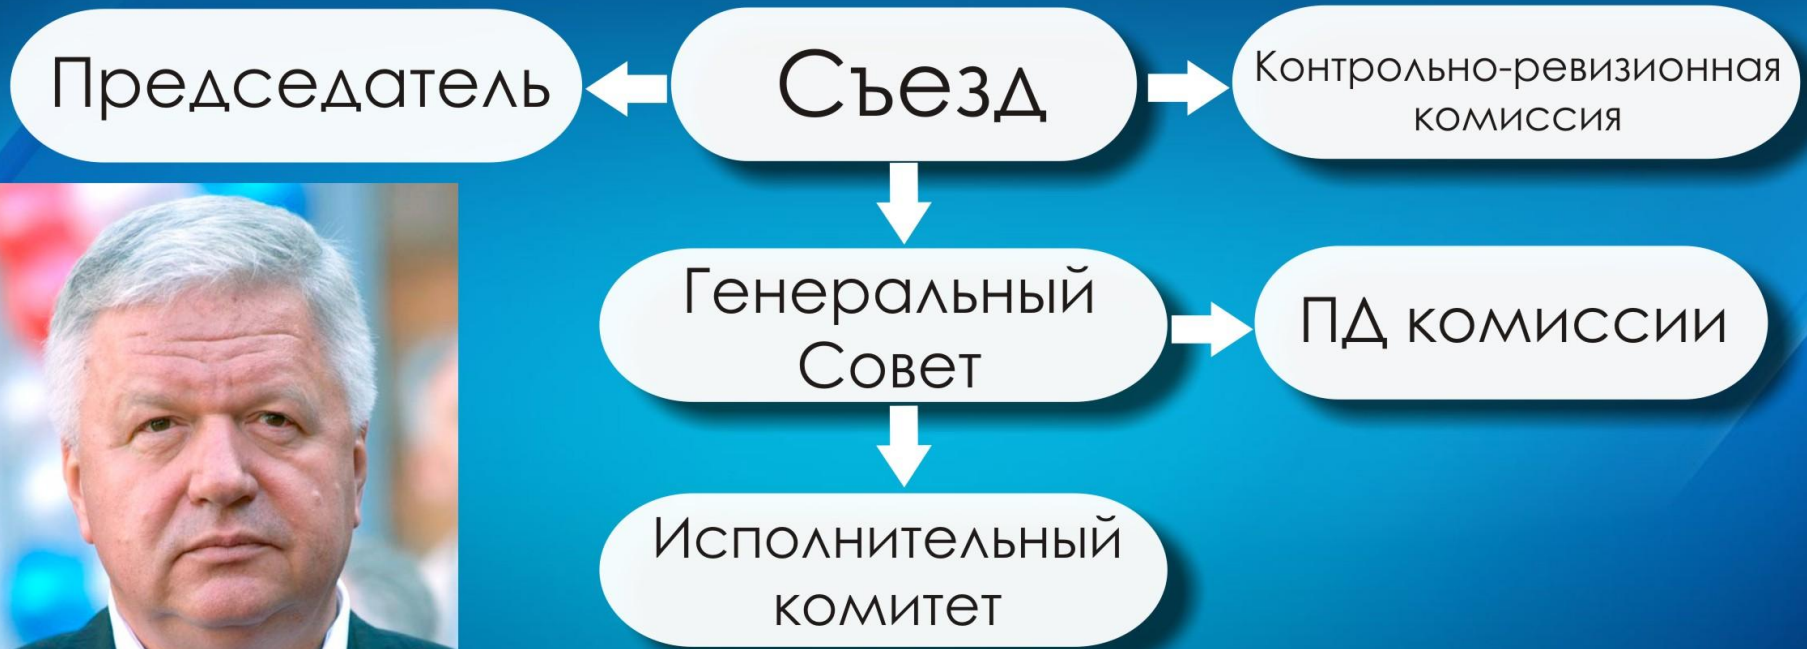 Председатель
Съезд
Контрольно-ревизионная
комиссия
Генеральный
Совет
ПД комиссии
Исполнительный
комитет